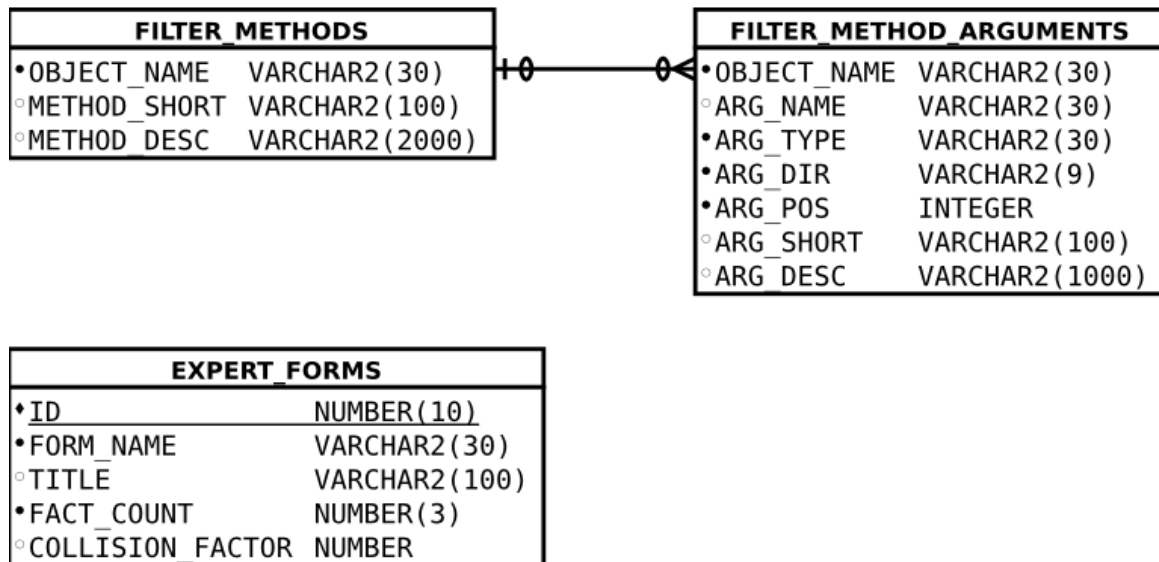 FILTER_METHODS
OBJECT_NAME VARCHAR2(30)
METHOD_SHORT VARCHAR2(100)
METHOD_DESC VARCHAR2(2000)
FILTER_METHOD_ARGUMENTS
OBJECT_NAME VARCHAR2(30)
ARG_NAME VARCHAR2(30)
ARG_TYPE VARCHAR2(30)
ARG_DIR VARCHAR2(9)
ARG_POS INTEGER
ARG_SHORT VARCHAR2(100)
ARG_DESC VARCHAR2(1000)
EXPERT_FORMS
ID NUMBER(10)
FORM_NAME VARCHAR2(30)
TITLE VARCHAR2(100)
FACT_COUNT NUMBER(3)
COLLISION_FACTOR NUMBER